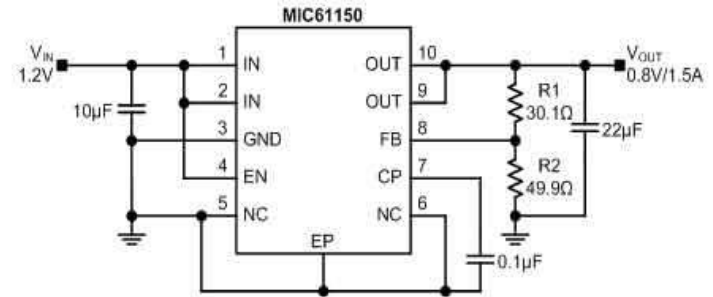 MIC61150
VIN
1.2V
10µF
1
IN
2
IN
3
GND
4
EN
5
NC
EP
10
OUT
9
OUT
8
FB
7
CP
6
NC
R1
30.1Ω
R2
49.9Ω
22µF
0.1µF
VOUT
0.8V/1.5A